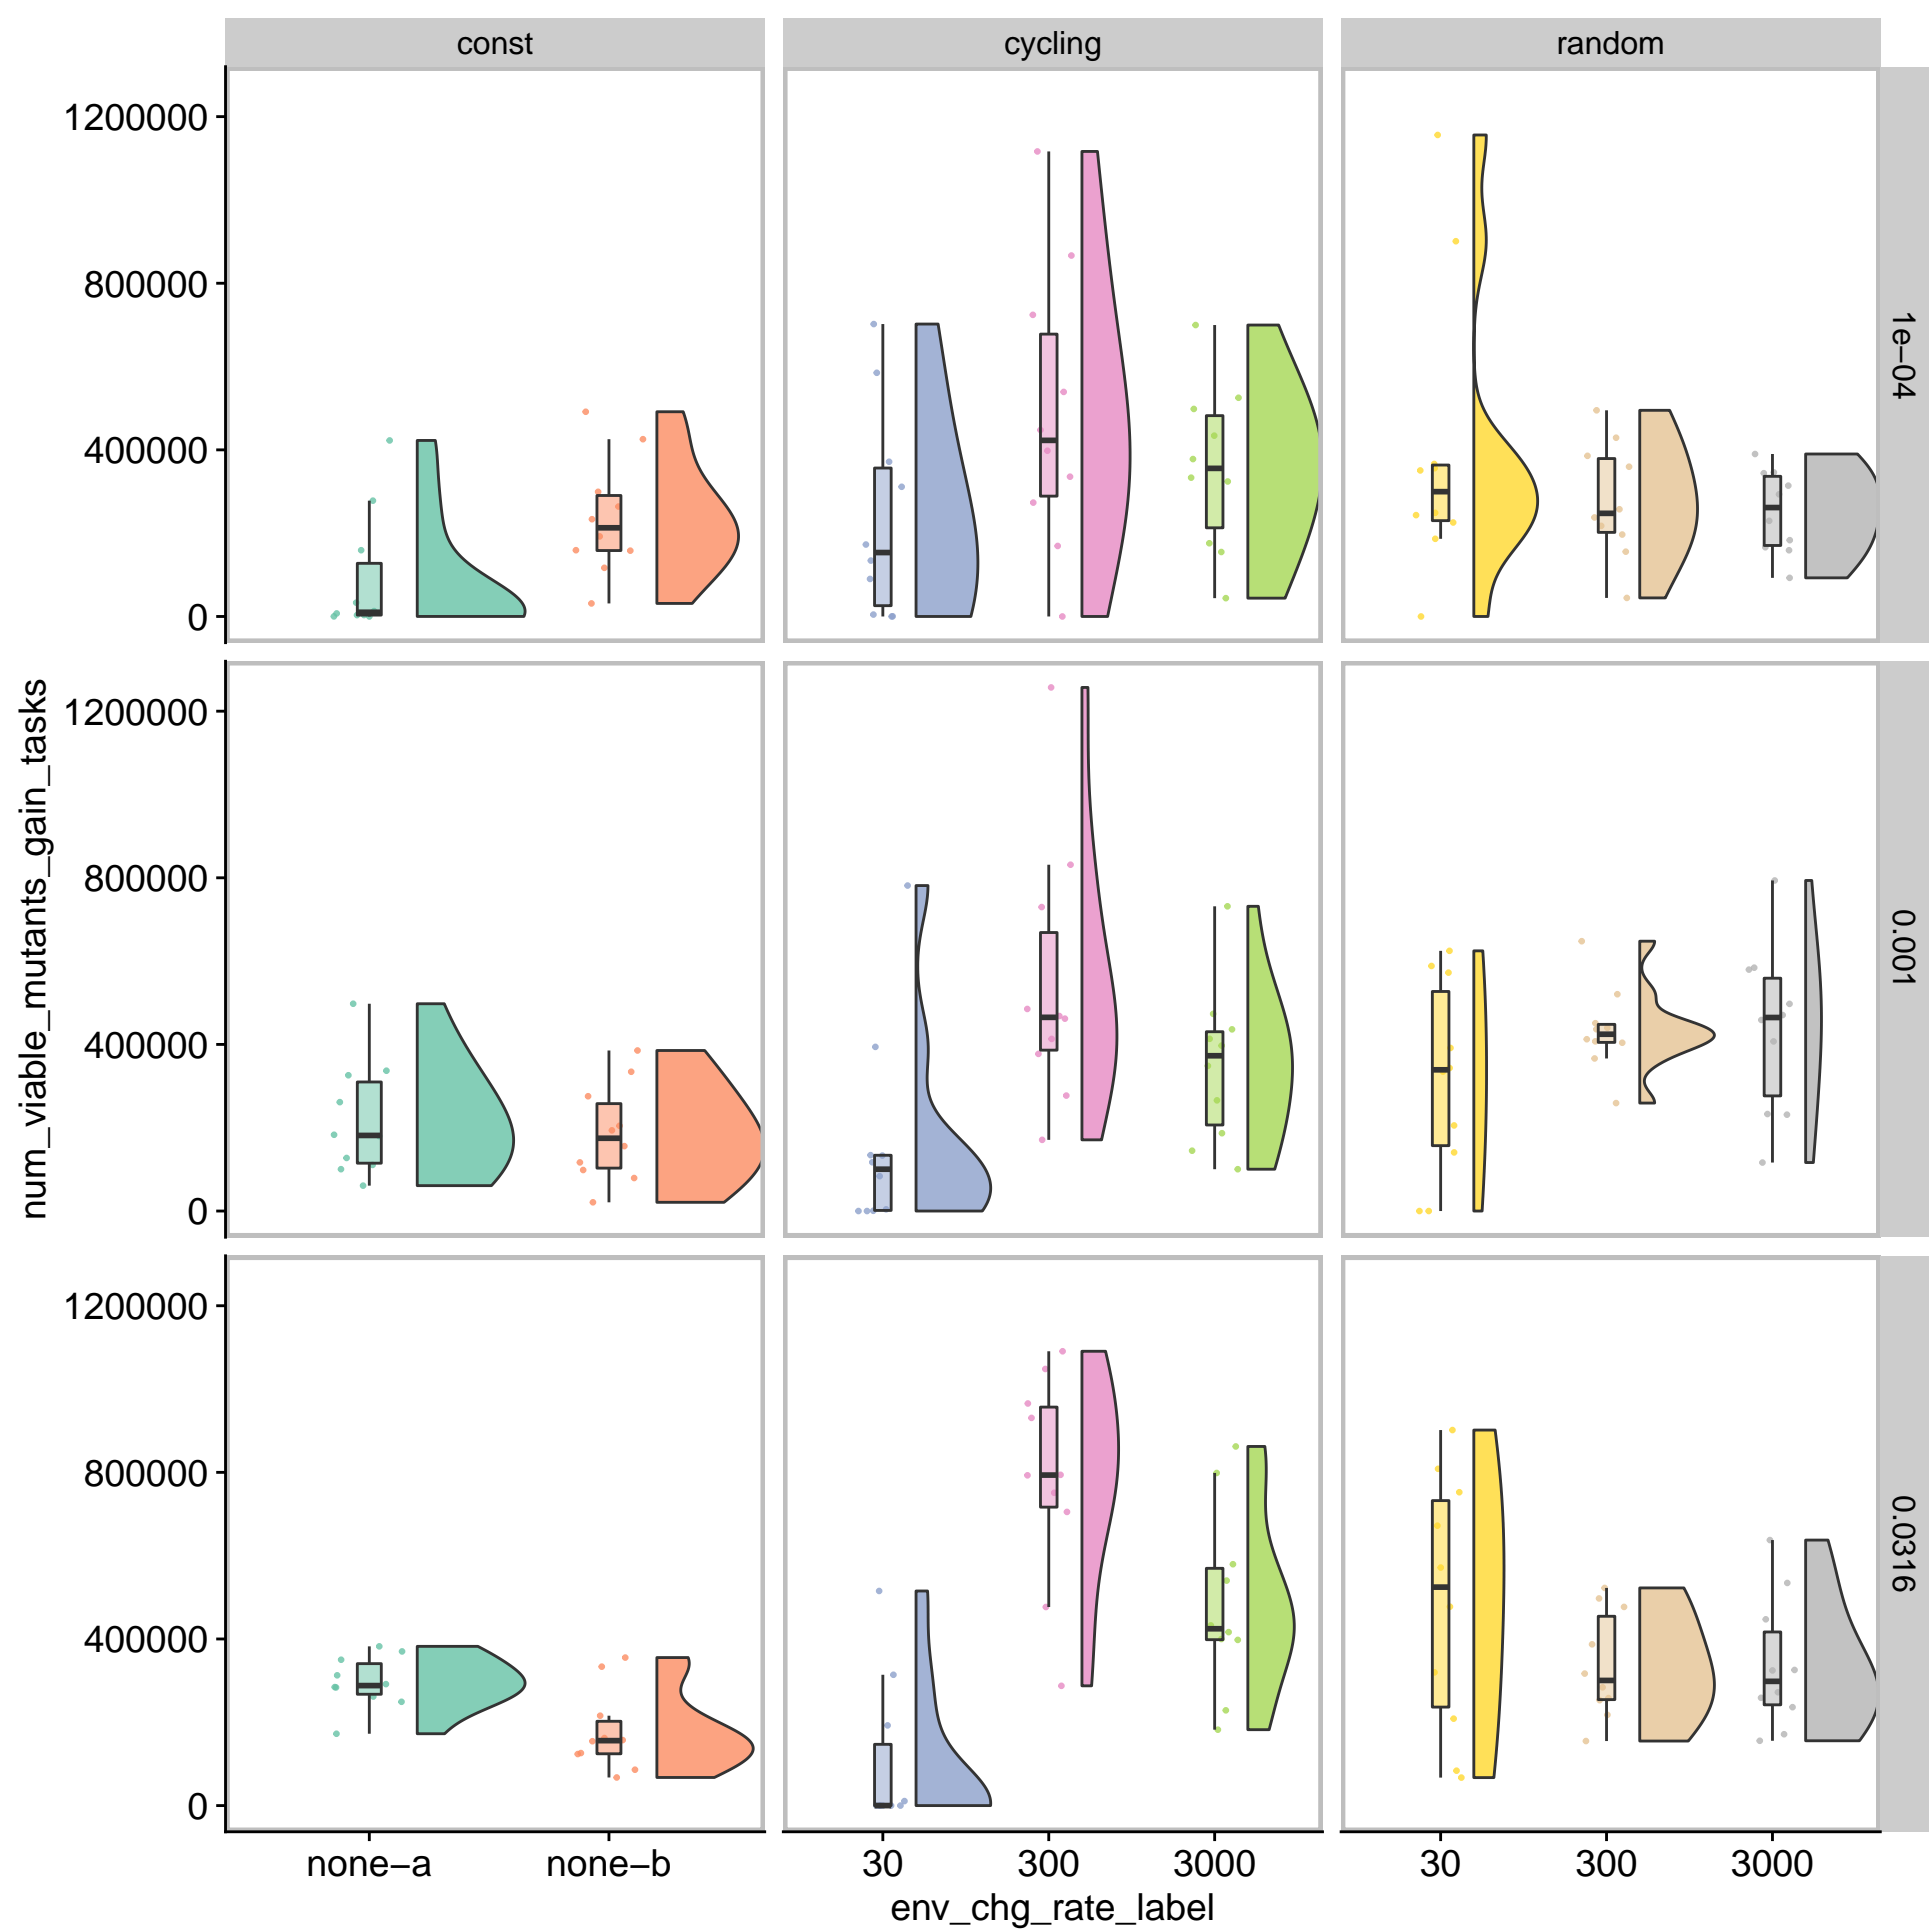 const
cycling
random
1200000
800000
400000
0
1e−04
1200000
800000
400000
0
0.001
1200000
800000
400000
0
0.0316
num_viable_mutants_gain_tasks
none−a
none−b
30
300
3000
30
300
3000
env_chg_rate_label